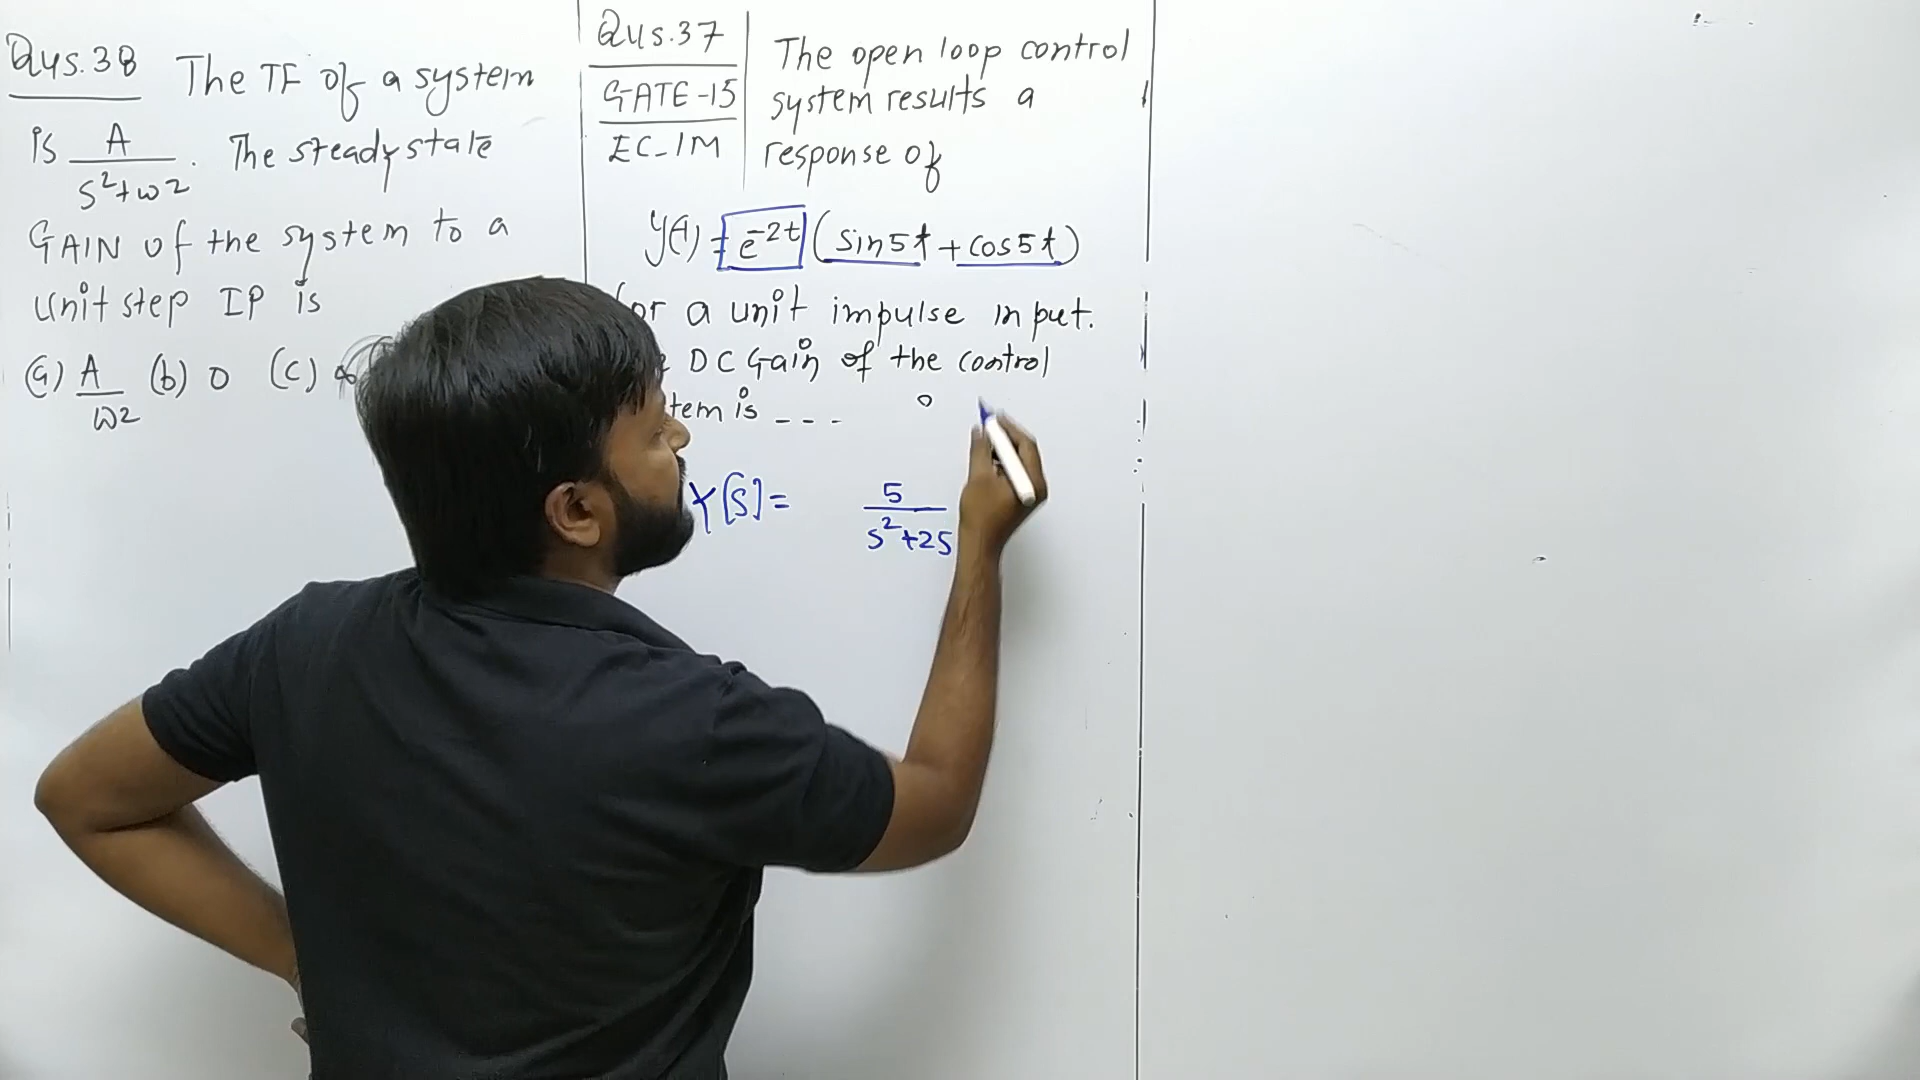 Qus.38 The TF of a system
is A/(s²+ω2). The steady state
GAIN of the system to a
unit step IP is
(a) A/ω2 (b) 0 (c) ∞
Qus.37
GATE-15
EC-1M
The open loop control
system results a
response of
y(t) = e^-2t (sin5t + cos5t)
for a unit impulse input.
DC Gain of the control
is ---
Y[s] = 5/(s²+25)